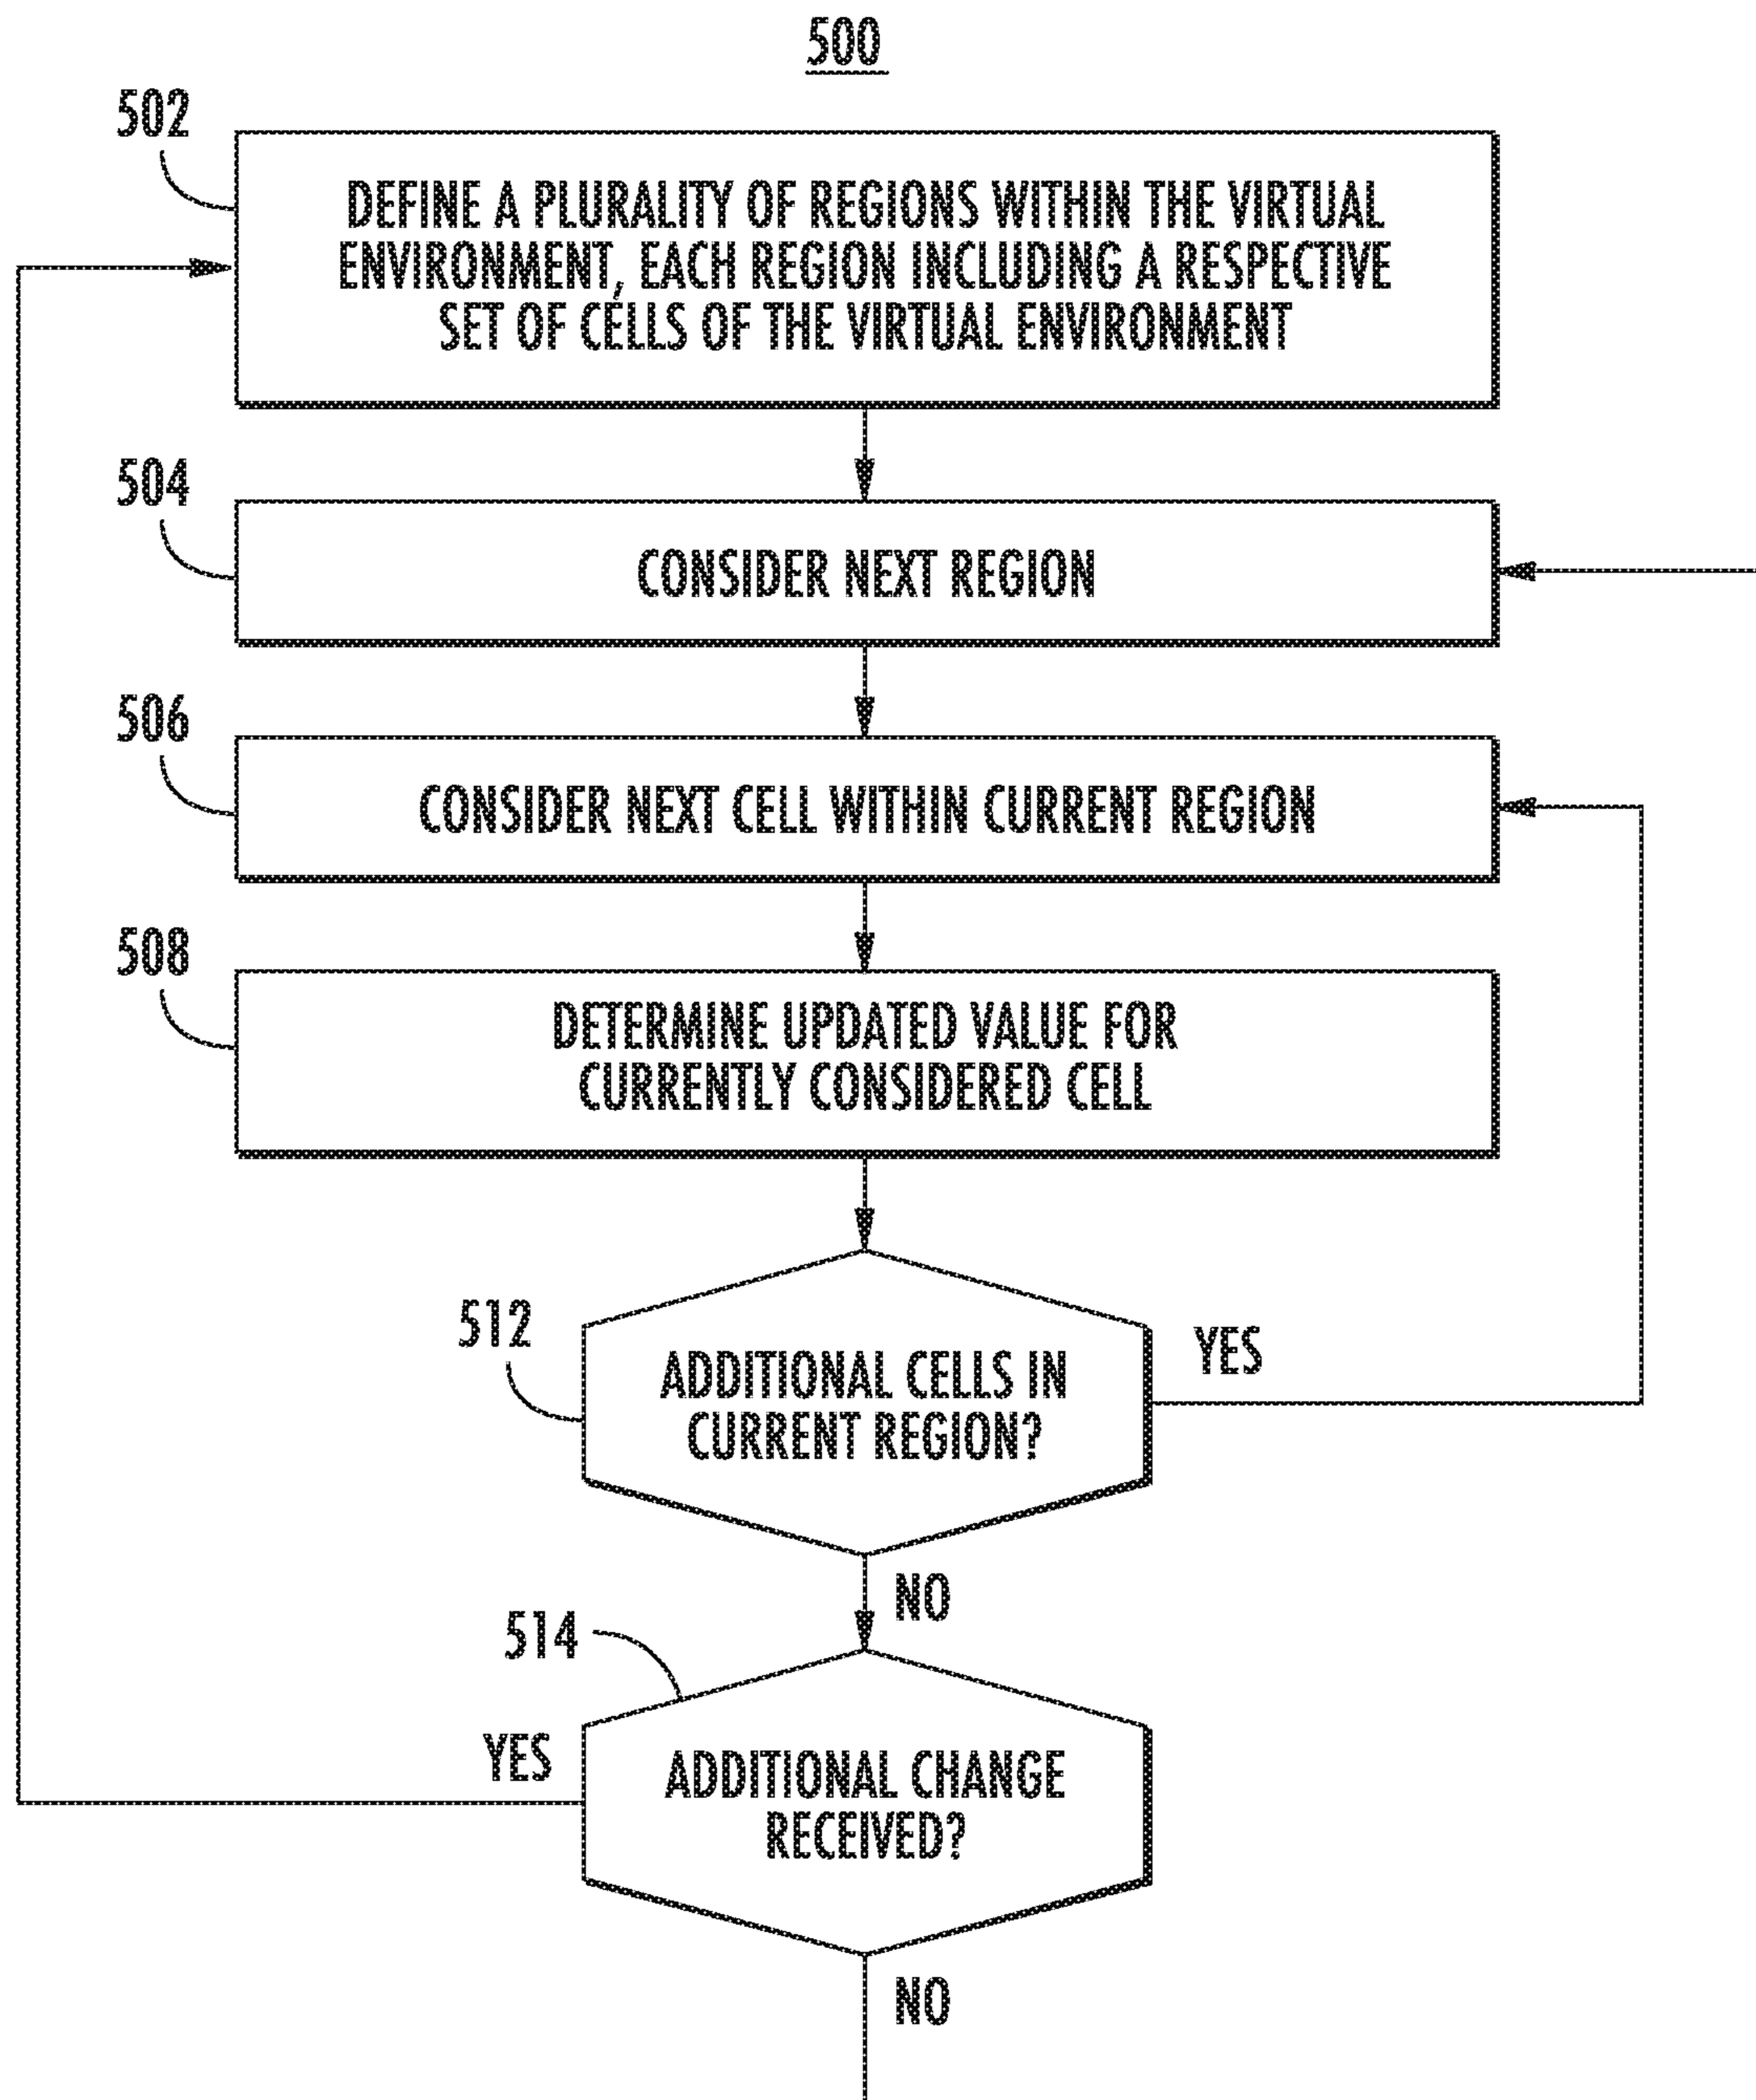 500
502
DEFINE A PLURALITY OF REGIONS WITHIN THE VIRTUAL
ENVIRONMENT, EACH REGION INCLUDING A RESPECTIVE
SET OF CELLS OF THE VIRTUAL ENVIRONMENT
504
CONSIDER NEXT REGION
506
CONSIDER NEXT CELL WITHIN CURRENT REGION
508
DETERMINE UPDATED VALUE FOR
CURRENTLY CONSIDERED CELL
512
ADDITIONAL CELLS IN
CURRENT REGION?
YES
NO
514
YES
ADDITIONAL CHANGE
RECEIVED?
NO